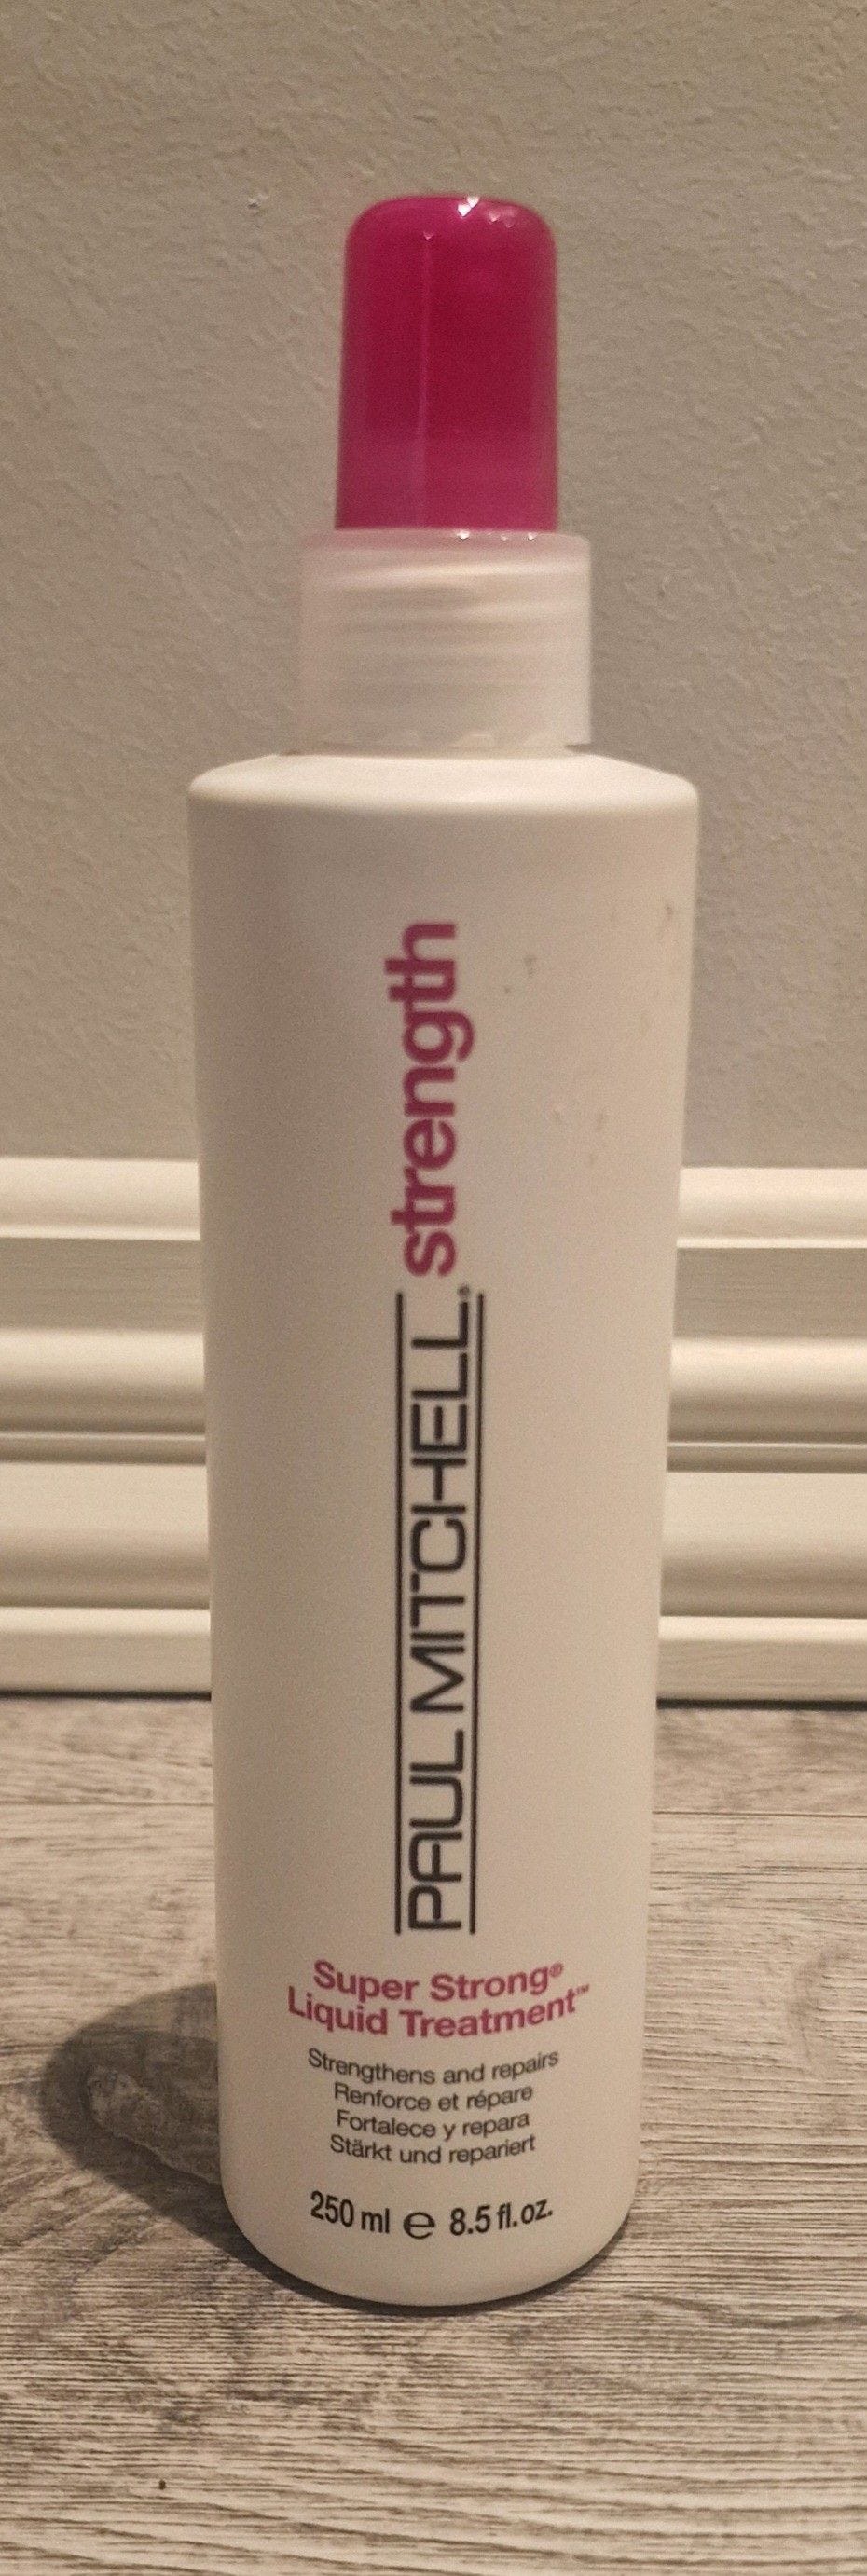 PAUL MITCHELL® strength
Super Strong®
Liquid Treatment™
Strengthens and repairs
Renforce et répare
Fortalece y repara
Stärkt und repariert
250 ml ℮ 8.5 fl.oz.